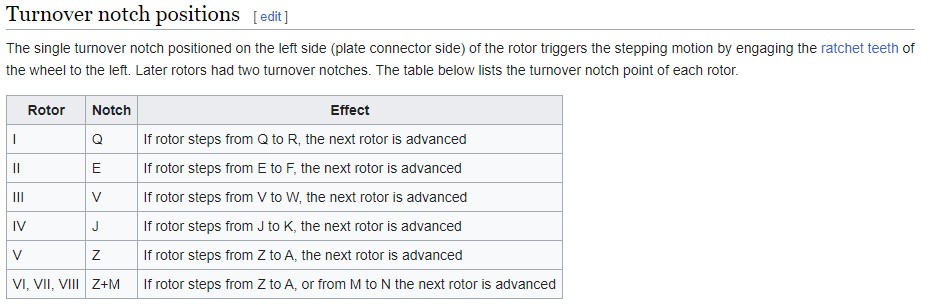 Turnover notch positions [ edit ]
The single turnover notch positioned on the left side (plate connector side) of the rotor triggers the stepping motion by engaging the ratchet teeth of
the wheel to the left. Later rotors had two turnover notches. The table below lists the turnover notch point of each rotor.
Rotor Notch Effect
I Q If rotor steps from Q to R, the next rotor is advanced
II E If rotor steps from E to F, the next rotor is advanced
III V If rotor steps from V to W, the next rotor is advanced
IV J If rotor steps from J to K, the next rotor is advanced
V Z If rotor steps from Z to A, the next rotor is advanced
VI, VII, VIII Z+M If rotor steps from Z to A, or from M to N the next rotor is advanced